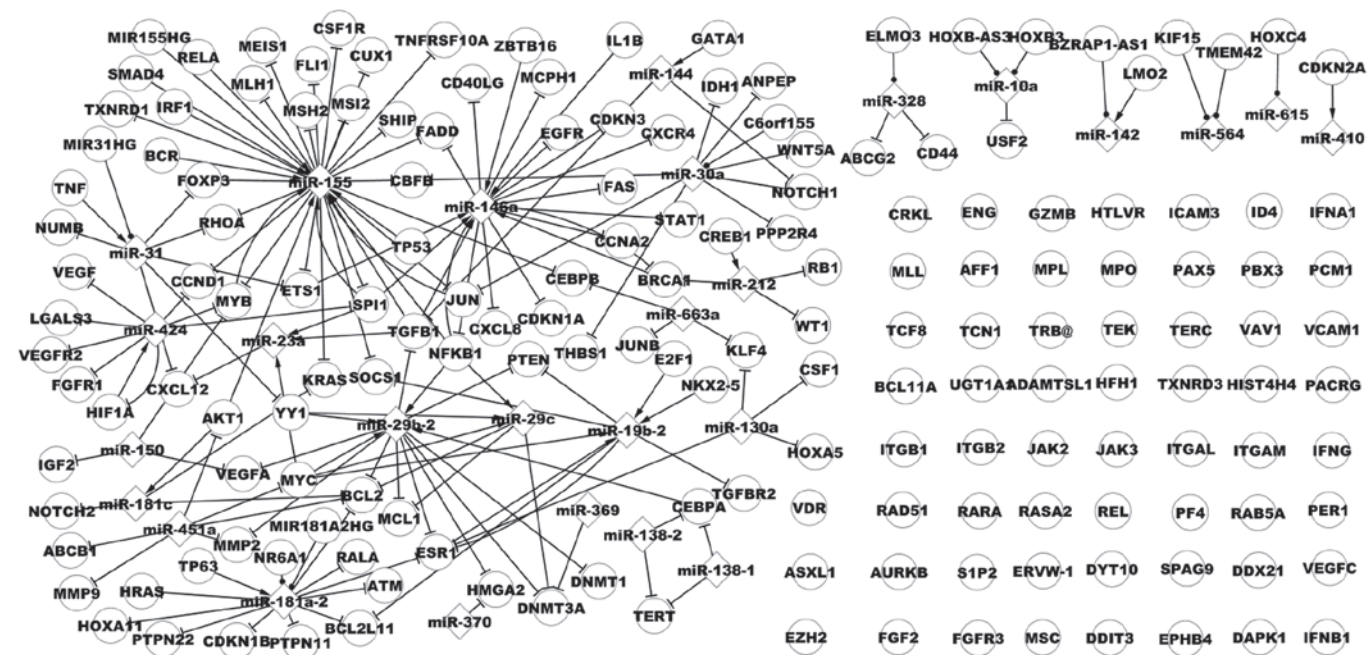 MIR155HG
RELA
MEIS1
CSF1R
FLI1
CUX1
TNFRSF10A
ZBTB16
IL1B
GATA1
SMAD4
MLH1
MSH2
MSI2
CD40LG
MCPH1
miR-144
IDH1
ANPEP
TXNRD1
IRF1
SHIP
FADD
EGFR
CDKN3
CXCR4
C6orf155
WNT5A
MIR31HG
BCR
FOXP3
miR-155
CBFB
miR-146a
FAS
miR-30a
NOTCH1
TNF
NUMB
RHOA
miR-31
TP53
STAT1
CCNA2
CREB1
PPP2R4
VEGF
CCND1
MYB
ETS1
SPI1
JUN
CEBPB
BRCA1
miR-212
RB1
LGALS3
miR-424
miR-23a
TGFB1
CXCL8
CDKN1A
miR-663a
WT1
VEGFR2
FGFR1
CXCL12
NFKB1
THBS1
JUNB
KLF4
HIF1A
KRAS
SOCS1
PTEN
E2F1
NKX2-5
CSF1
AKT1
YY1
miR-29b-2
miR-29c
miR-19b-2
miR-130a
IGF2
miR-150
VEGFA
MYC
HOXA5
NOTCH2
miR-181c
BCL2
MCL1
CEBPA
TGFBR2
miR-451a
MIR181A2HG
miR-369
miR-138-2
ABCB1
MMP2
NR6A1
RALA
ESR1
TP63
ATM
HMGA2
DNMT1
miR-138-1
MMP9
HRAS
miR-181a-2
DNMT3A
TERT
HOXA11
PTPN22
CDKN1B
PTPN11
BCL2L11
miR-370
ELMO3
HOXB-AS3
HOXB3
BZRAP1-AS1
KIF15
TMEM42
HOXC4
LMO2
CDKN2A
miR-328
miR-10a
miR-142
miR-564
miR-615
miR-410
ABCG2
CD44
USF2
CRKL ENG GZMB HTLVR ICAM3 ID4 IFNA1
MLL AFF1 MPL MPO PAX5 PBX3 PCM1
TCF8 TCN1 TRB@ TEK TERC VAV1 VCAM1
BCL11A UGT1A1 ADAMTSL1 HFH1 TXNRD3 HIST4H4 PACRG
ITGB1 ITGB2 JAK2 JAK3 ITGAL ITGAM IFNG
VDR RAD51 RARA RASA2 REL PF4 RAB5A PER1
ASXL1 AURKB S1P2 ERVW-1 DYT10 SPAG9 DDX21 VEGFC
EZH2 FGF2 FGFR3 MSC DDIT3 EPHB4 DAPK1 IFNB1